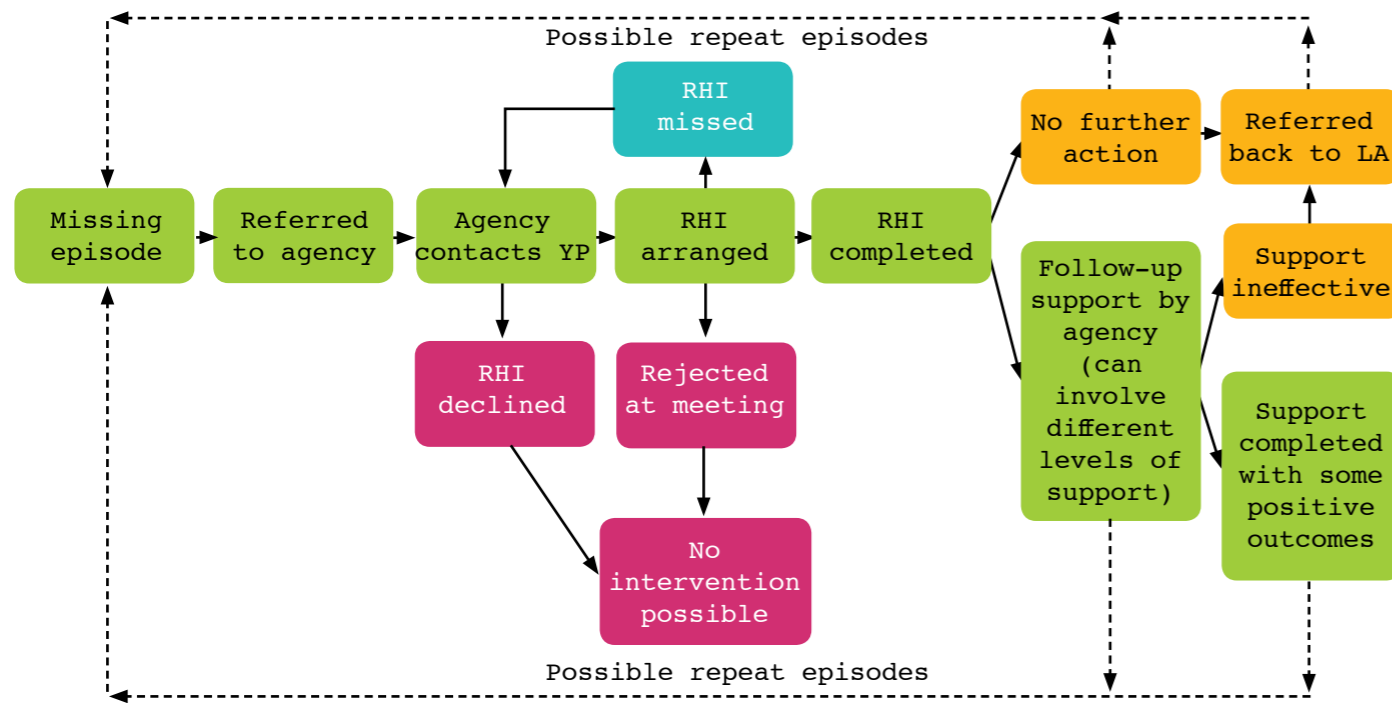 Possible repeat episodes
RHI
missed
No further
action
Referred
back to LA
Missing
episode
Referred
to agency
Agency
contacts YP
RHI
arranged
RHI
completed
Follow-up
support by
agency
(can
involve
different
levels of
support)
Support
ineffective
RHI
declined
Rejected
at meeting
Support
completed
with some
positive
outcomes
No
intervention
possible
Possible repeat episodes